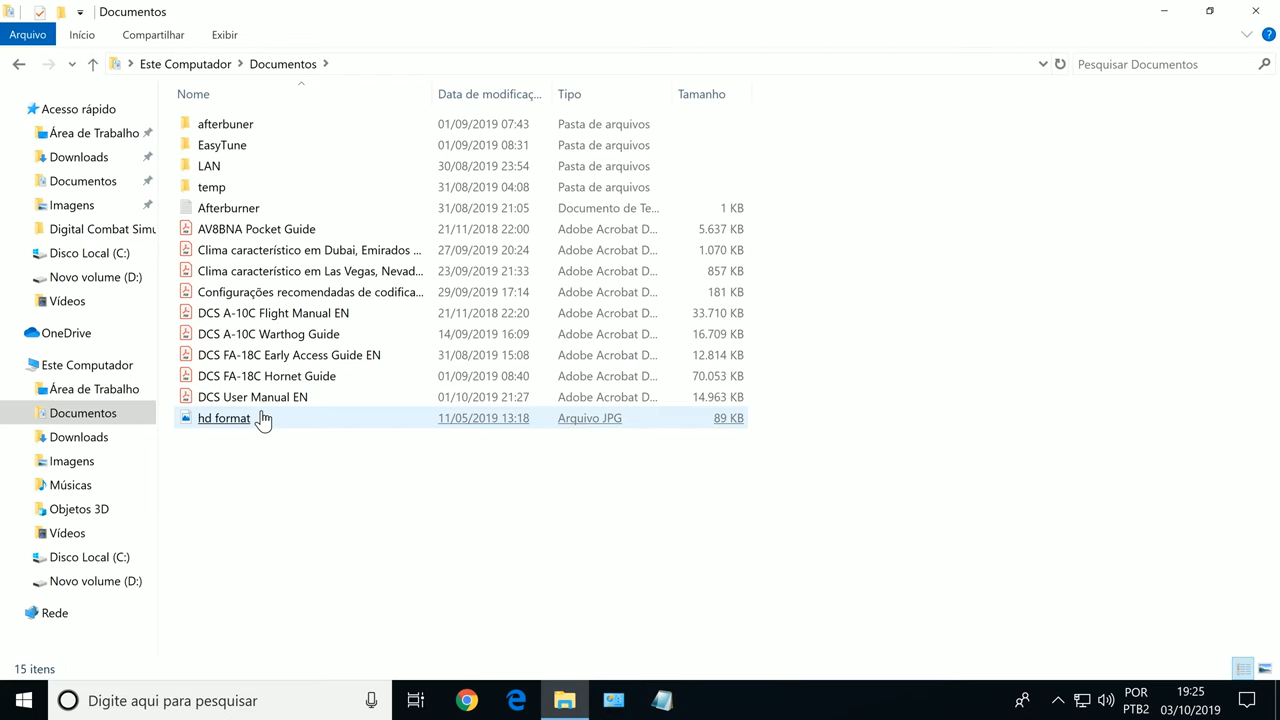 Documentos
Arquivo Início Compartilhar Exibir
Este Computador Documentos Pesquisar Documentos
Nome Data de modificaç... Tipo Tamanho
Acesso rápido
Área de Trabalho
Downloads
Documentos
Imagens
Digital Combat Simu
Disco Local (C:)
Novo volume (D:)
Vídeos
OneDrive
Este Computador
Área de Trabalho
Documentos
Downloads
Imagens
Músicas
Objetos 3D
Vídeos
Disco Local (C:)
Novo volume (D:)
Rede
afterbuner 01/09/2019 07:43 Pasta de arquivos
EasyTune 01/09/2019 08:31 Pasta de arquivos
LAN 30/08/2019 23:54 Pasta de arquivos
temp 31/08/2019 04:08 Pasta de arquivos
Afterburner 31/08/2019 21:05 Documento de Te... 1 KB
AV8BNA Pocket Guide 21/11/2018 22:00 Adobe Acrobat D... 5.637 KB
Clima característico em Dubai, Emirados ... 27/09/2019 20:24 Adobe Acrobat D... 1.070 KB
Clima característico em Las Vegas, Nevad... 23/09/2019 21:33 Adobe Acrobat D... 857 KB
Configurações recomendadas de codifica... 29/09/2019 17:14 Adobe Acrobat D... 181 KB
DCS A-10C Flight Manual EN 21/11/2018 22:20 Adobe Acrobat D... 33.710 KB
DCS A-10C Warthog Guide 14/09/2019 16:09 Adobe Acrobat D... 16.709 KB
DCS FA-18C Early Access Guide EN 31/08/2019 15:08 Adobe Acrobat D... 12.814 KB
DCS FA-18C Hornet Guide 01/09/2019 08:40 Adobe Acrobat D... 70.053 KB
DCS User Manual EN 01/10/2019 21:27 Adobe Acrobat D... 14.963 KB
hd format 11/05/2019 13:18 Arquivo JPG 89 KB
15 itens
Digite aqui para pesquisar
POR
PTB2
19:25
03/10/2019